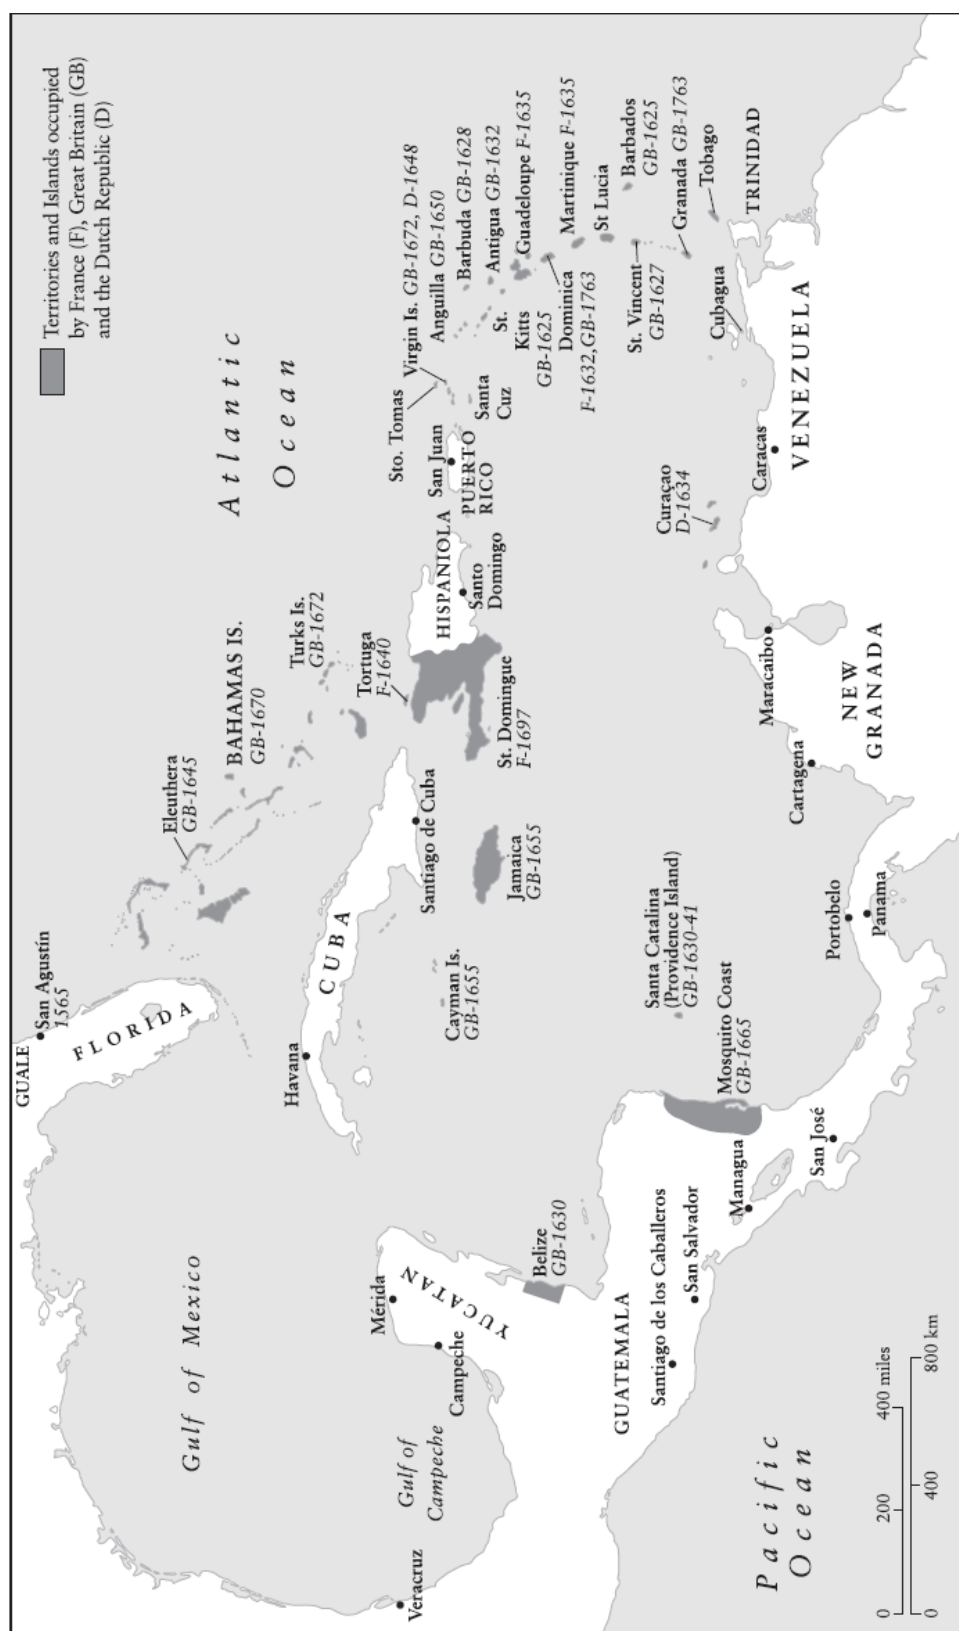 Territories and Islands occupied
by France (F), Great Britain (GB)
and the Dutch Republic (D)
GUALE
San Agustín
1565
FLORIDA
Gulf of Mexico
Atlantic
Ocean
Eleuthera
GB-1645
BAHAMAS IS.
GB-1670
Turks Is.
GB-1672
Tortuga
F-1640
Havana
CUBA
Santiago de Cuba
Cayman Is.
GB-1655
Jamaica
GB-1655
St. Domingue
F-1697
HISPANIOLA
Santo
Domingo
San Juan
PUERTO
RICO
Sto. Tomas
Virgin Is. GB-1672, D-1648
Santa
Cuz
Anguilla GB-1650
Barbuda GB-1628
Antigua GB-1632
St.
Kitts
GB-1625
Guadeloupe F-1635
Dominica
F-1632,GB-1763
Martinique F-1635
St Lucia
Barbados
GB-1625
St. Vincent
GB-1627
Granada GB-1763
Tobago
TRINIDAD
Cubagua
VENEZUELA
Caracas
Curaçao
D-1634
Maracaibo
NEW
GRANADA
Cartagena
Portobelo
Panama
Santa Catalina
(Providence Island)
GB-1630-41
Mosquito Coast
GB-1665
Managua
San José
Mérida
YUCATAN
Campeche
Gulf of
Campeche
Veracruz
Belize
GB-1630
GUATEMALA
Santiago de los Caballeros
San Salvador
Pacific
Ocean
0 200 400 miles
0 400 800 km